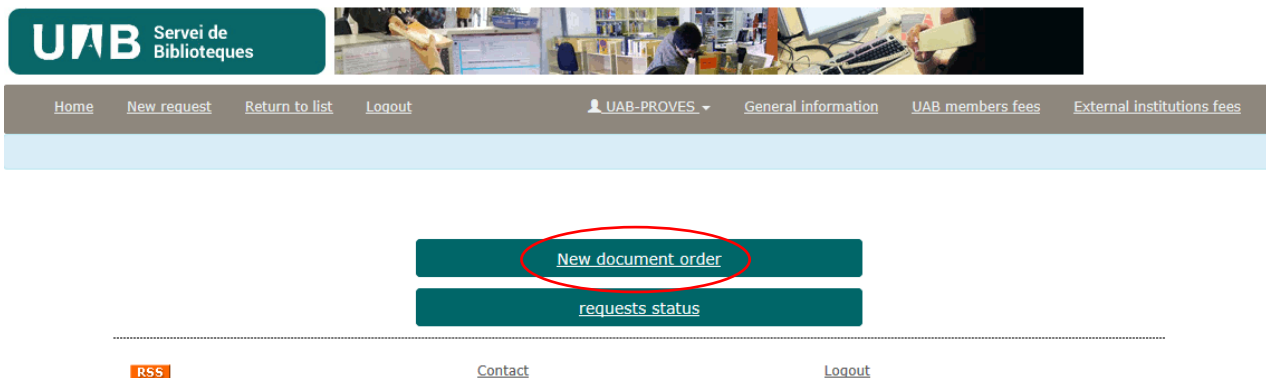 UAB Servei de
Biblioteques
Home New request Return to list Logout UAB-PROVES General information UAB members fees External institutions fees
New document order
requests status
RSS Contact Logout